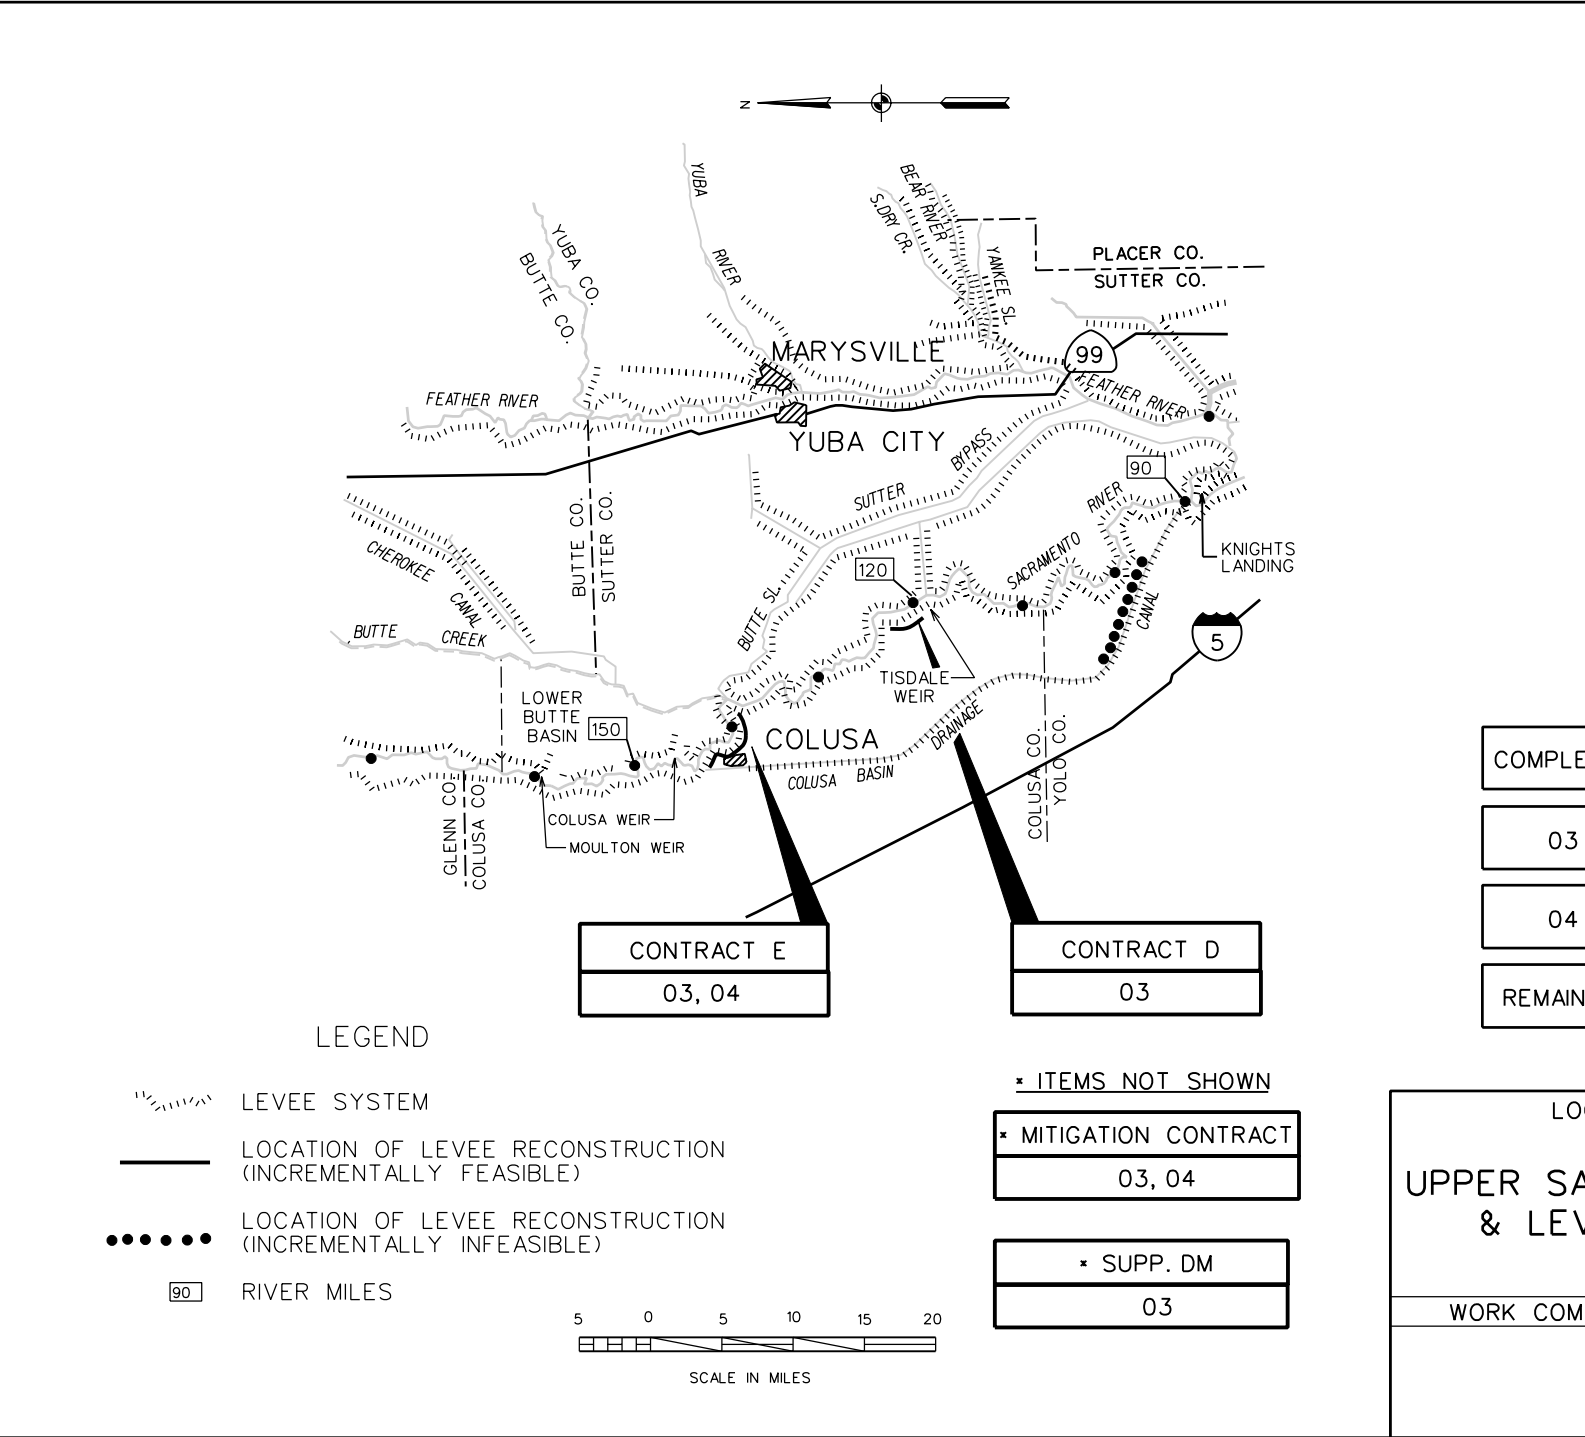 N
YUBA
RIVER
BEAR RIVER
S.DRY CR.
YANKEE SL.
YUBA CO.
BUTTE CO.
PLACER CO.
SUTTER CO.
MARYSVILLE
99
FEATHER RIVER
FEATHER RIVER
YUBA CITY
BYPASS
SUTTER
90
RIVER
SACRAMENTO
KNIGHTS
LANDING
BUTTE CO.
SUTTER CO.
CHEROKEE
CANAL
120
CANAL
BUTTE
CREEK
BUTTE SL.
5
TISDALE
WEIR
LOWER
BUTTE
BASIN
150
COLUSA
DRAINAGE
COLUSA BASIN
COLUSA CO.
YOLO CO.
GLENN CO.
COLUSA CO.
COLUSA WEIR
MOULTON WEIR
COMPLE
03
04
REMAIN
CONTRACT E
03, 04
CONTRACT D
03
LEGEND
LEVEE SYSTEM
LOCATION OF LEVEE RECONSTRUCTION
(INCREMENTALLY FEASIBLE)
LOCATION OF LEVEE RECONSTRUCTION
(INCREMENTALLY INFEASIBLE)
90 RIVER MILES
* ITEMS NOT SHOWN
* MITIGATION CONTRACT
03, 04
* SUPP. DM
03
5 0 5 10 15 20
SCALE IN MILES
LO
UPPER SA
& LEV
WORK COM